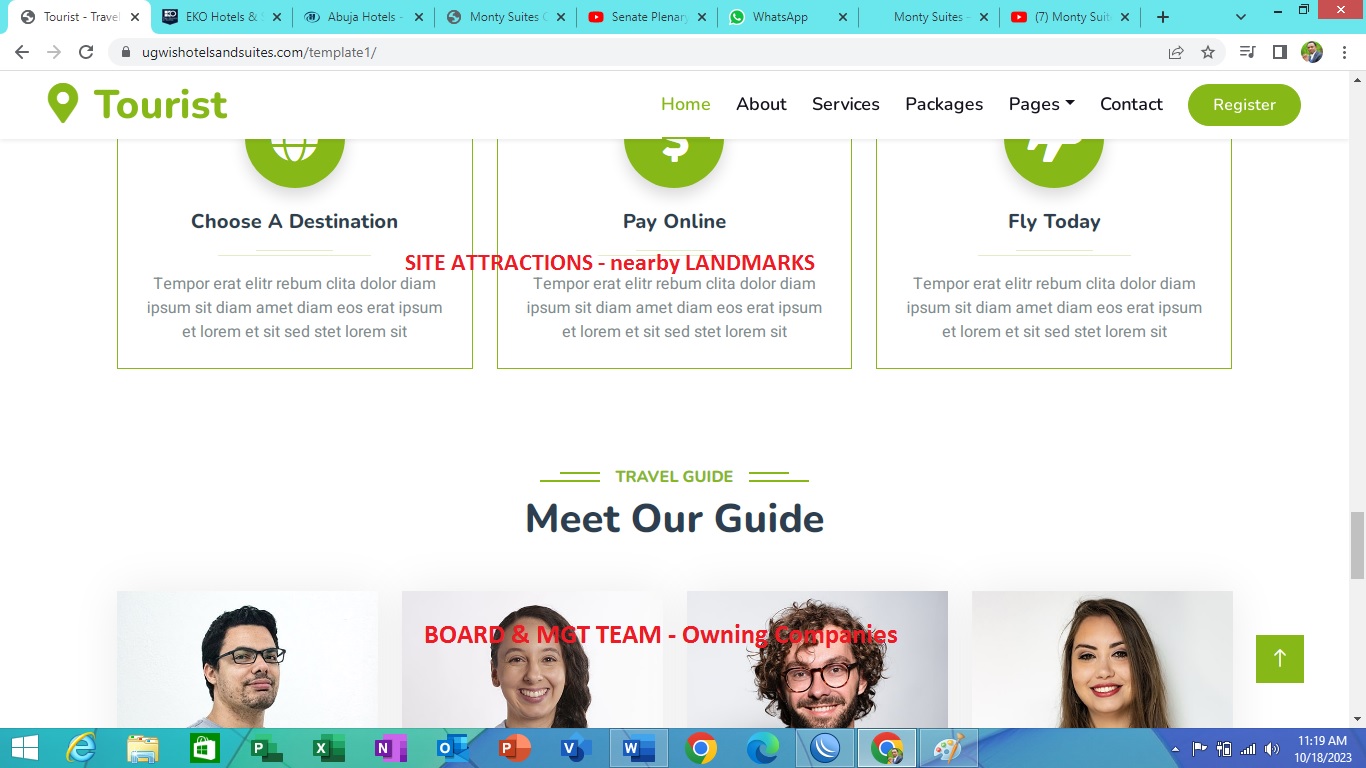 Tourist - Travel
EKO Hotels &
Abuja Hotels -
Monty Suites
Senate Plenary
WhatsApp
Monty Suites -
(7) Monty Suit
ugwishotelsandsuites.com/template1/
Tourist
Home About Services Packages Pages Contact Register
$
Choose A Destination
Pay Online
Fly Today
SITE ATTRACTIONS - nearby LANDMARKS
Tempor erat elitr rebum clita dolor diam
ipsum sit diam amet diam eos erat ipsum
et lorem et sit sed stet lorem sit
Tempor erat elitr rebum clita dolor diam
ipsum sit diam amet diam eos erat ipsum
et lorem et sit sed stet lorem sit
Tempor erat elitr rebum clita dolor diam
ipsum sit diam amet diam eos erat ipsum
et lorem et sit sed stet lorem sit
TRAVEL GUIDE
Meet Our Guide
BOARD & MGT TEAM - Owning Companies
11:19 AM
10/18/2023